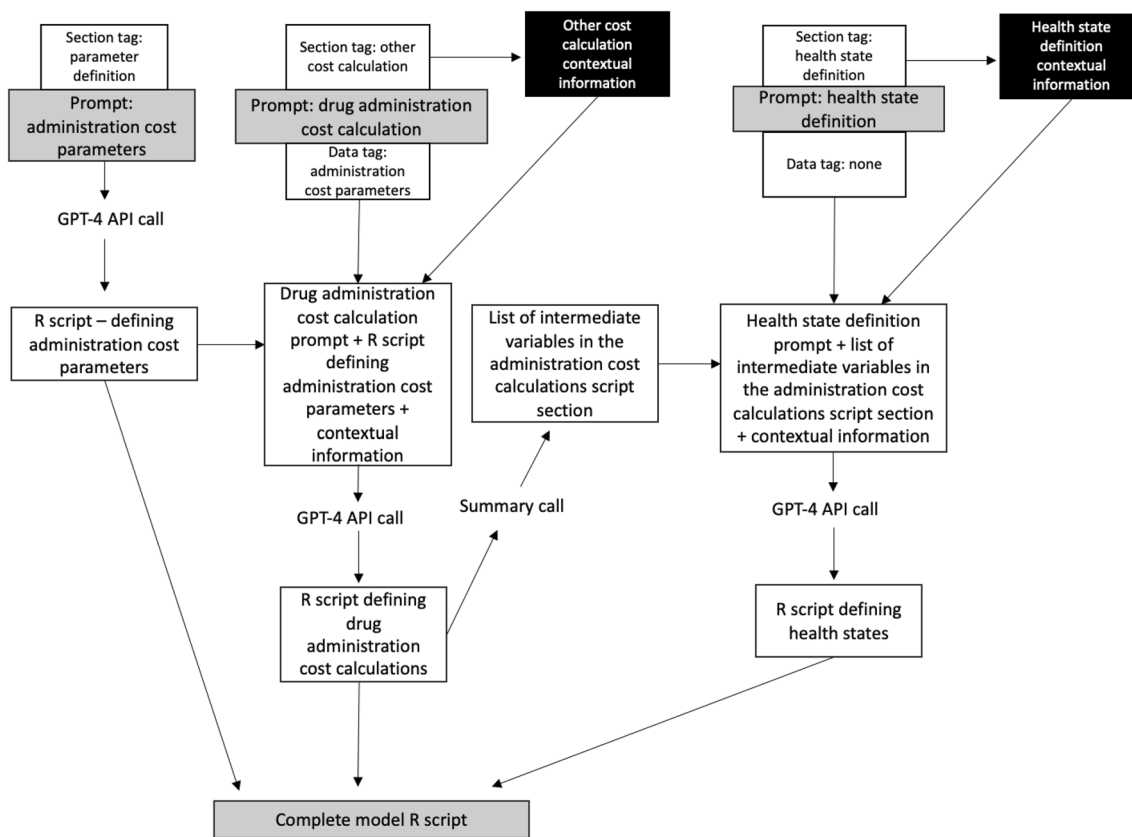 Section tag:
parameter
definition
Prompt:
administration cost
parameters
GPT-4 API call
R script – defining
administration cost
parameters
Section tag: other
cost calculation
Prompt: drug administration
cost calculation
Data tag:
administration
cost parameters
Other cost
calculation
contextual
information
Drug administration
cost calculation
prompt + R script
defining
administration cost
parameters +
contextual
information
GPT-4 API call
R script defining
drug
administration
cost calculations
Summary call
List of intermediate
variables in the
administration cost
calculations script
section
Section tag:
health state
definition
Prompt: health state
definition
Data tag: none
Health state
definition
contextual
information
Health state definition
prompt + list of
intermediate variables in
the administration cost
calculations script section
+ contextual information
GPT-4 API call
R script defining
health states
Complete model R script